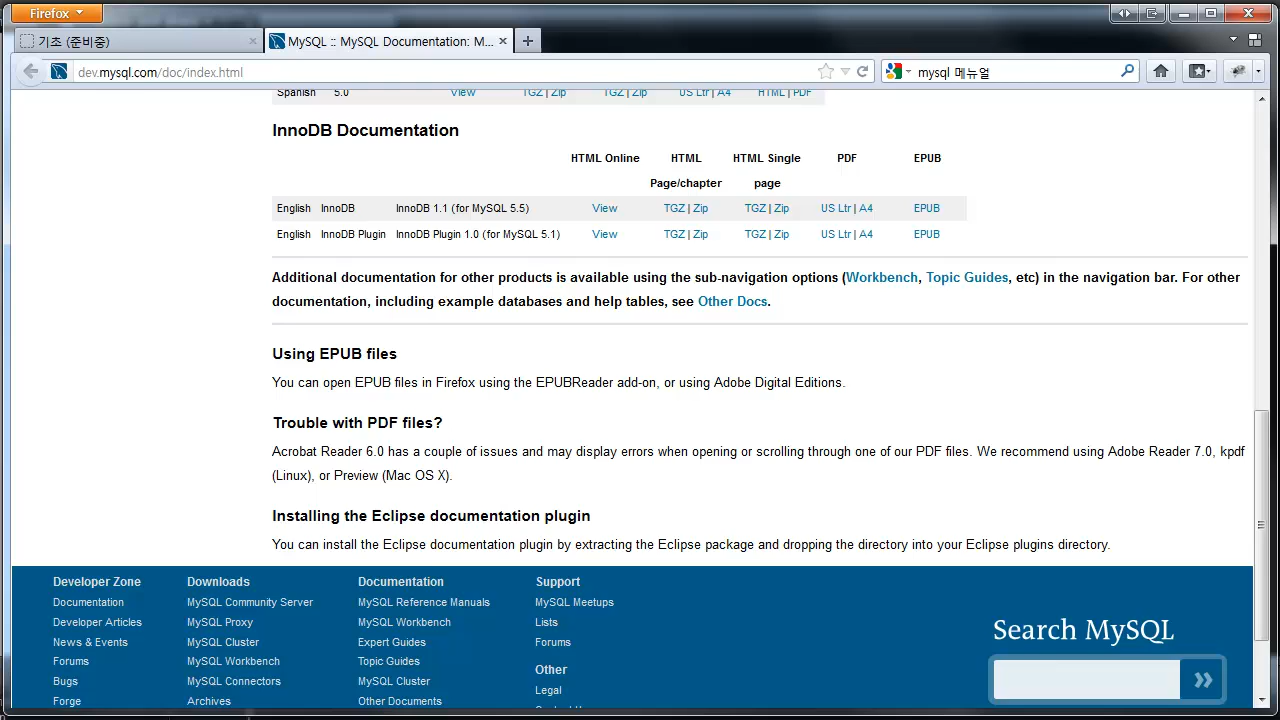 Firefox
기초 (준비중)
MySQL :: MySQL Documentation: M...
dev.mysql.com/doc/index.html
mysql 메뉴얼
Spanish 5.0 View TGZ | Zip TGZ | Zip US Ltr | A4 HTML | PDF
InnoDB Documentation
HTML Online HTML HTML Single PDF EPUB
Page/chapter page
English InnoDB InnoDB 1.1 (for MySQL 5.5) View TGZ | Zip TGZ | Zip US Ltr | A4 EPUB
English InnoDB Plugin InnoDB Plugin 1.0 (for MySQL 5.1) View TGZ | Zip TGZ | Zip US Ltr | A4 EPUB
Additional documentation for other products is available using the sub-navigation options (Workbench, Topic Guides, etc) in the navigation bar. For other
documentation, including example databases and help tables, see Other Docs.
Using EPUB files
You can open EPUB files in Firefox using the EPUBReader add-on, or using Adobe Digital Editions.
Trouble with PDF files?
Acrobat Reader 6.0 has a couple of issues and may display errors when opening or scrolling through one of our PDF files. We recommend using Adobe Reader 7.0, kpdf
(Linux), or Preview (Mac OS X).
Installing the Eclipse documentation plugin
You can install the Eclipse documentation plugin by extracting the Eclipse package and dropping the directory into your Eclipse plugins directory.
Developer Zone
Documentation
Developer Articles
News & Events
Forums
Bugs
Forge
Downloads
MySQL Community Server
MySQL Proxy
MySQL Cluster
MySQL Workbench
MySQL Connectors
Archives
Documentation
MySQL Reference Manuals
MySQL Workbench
Expert Guides
Topic Guides
MySQL Cluster
Other Documents
Support
MySQL Meetups
Lists
Forums
Other
Legal
Search MySQL